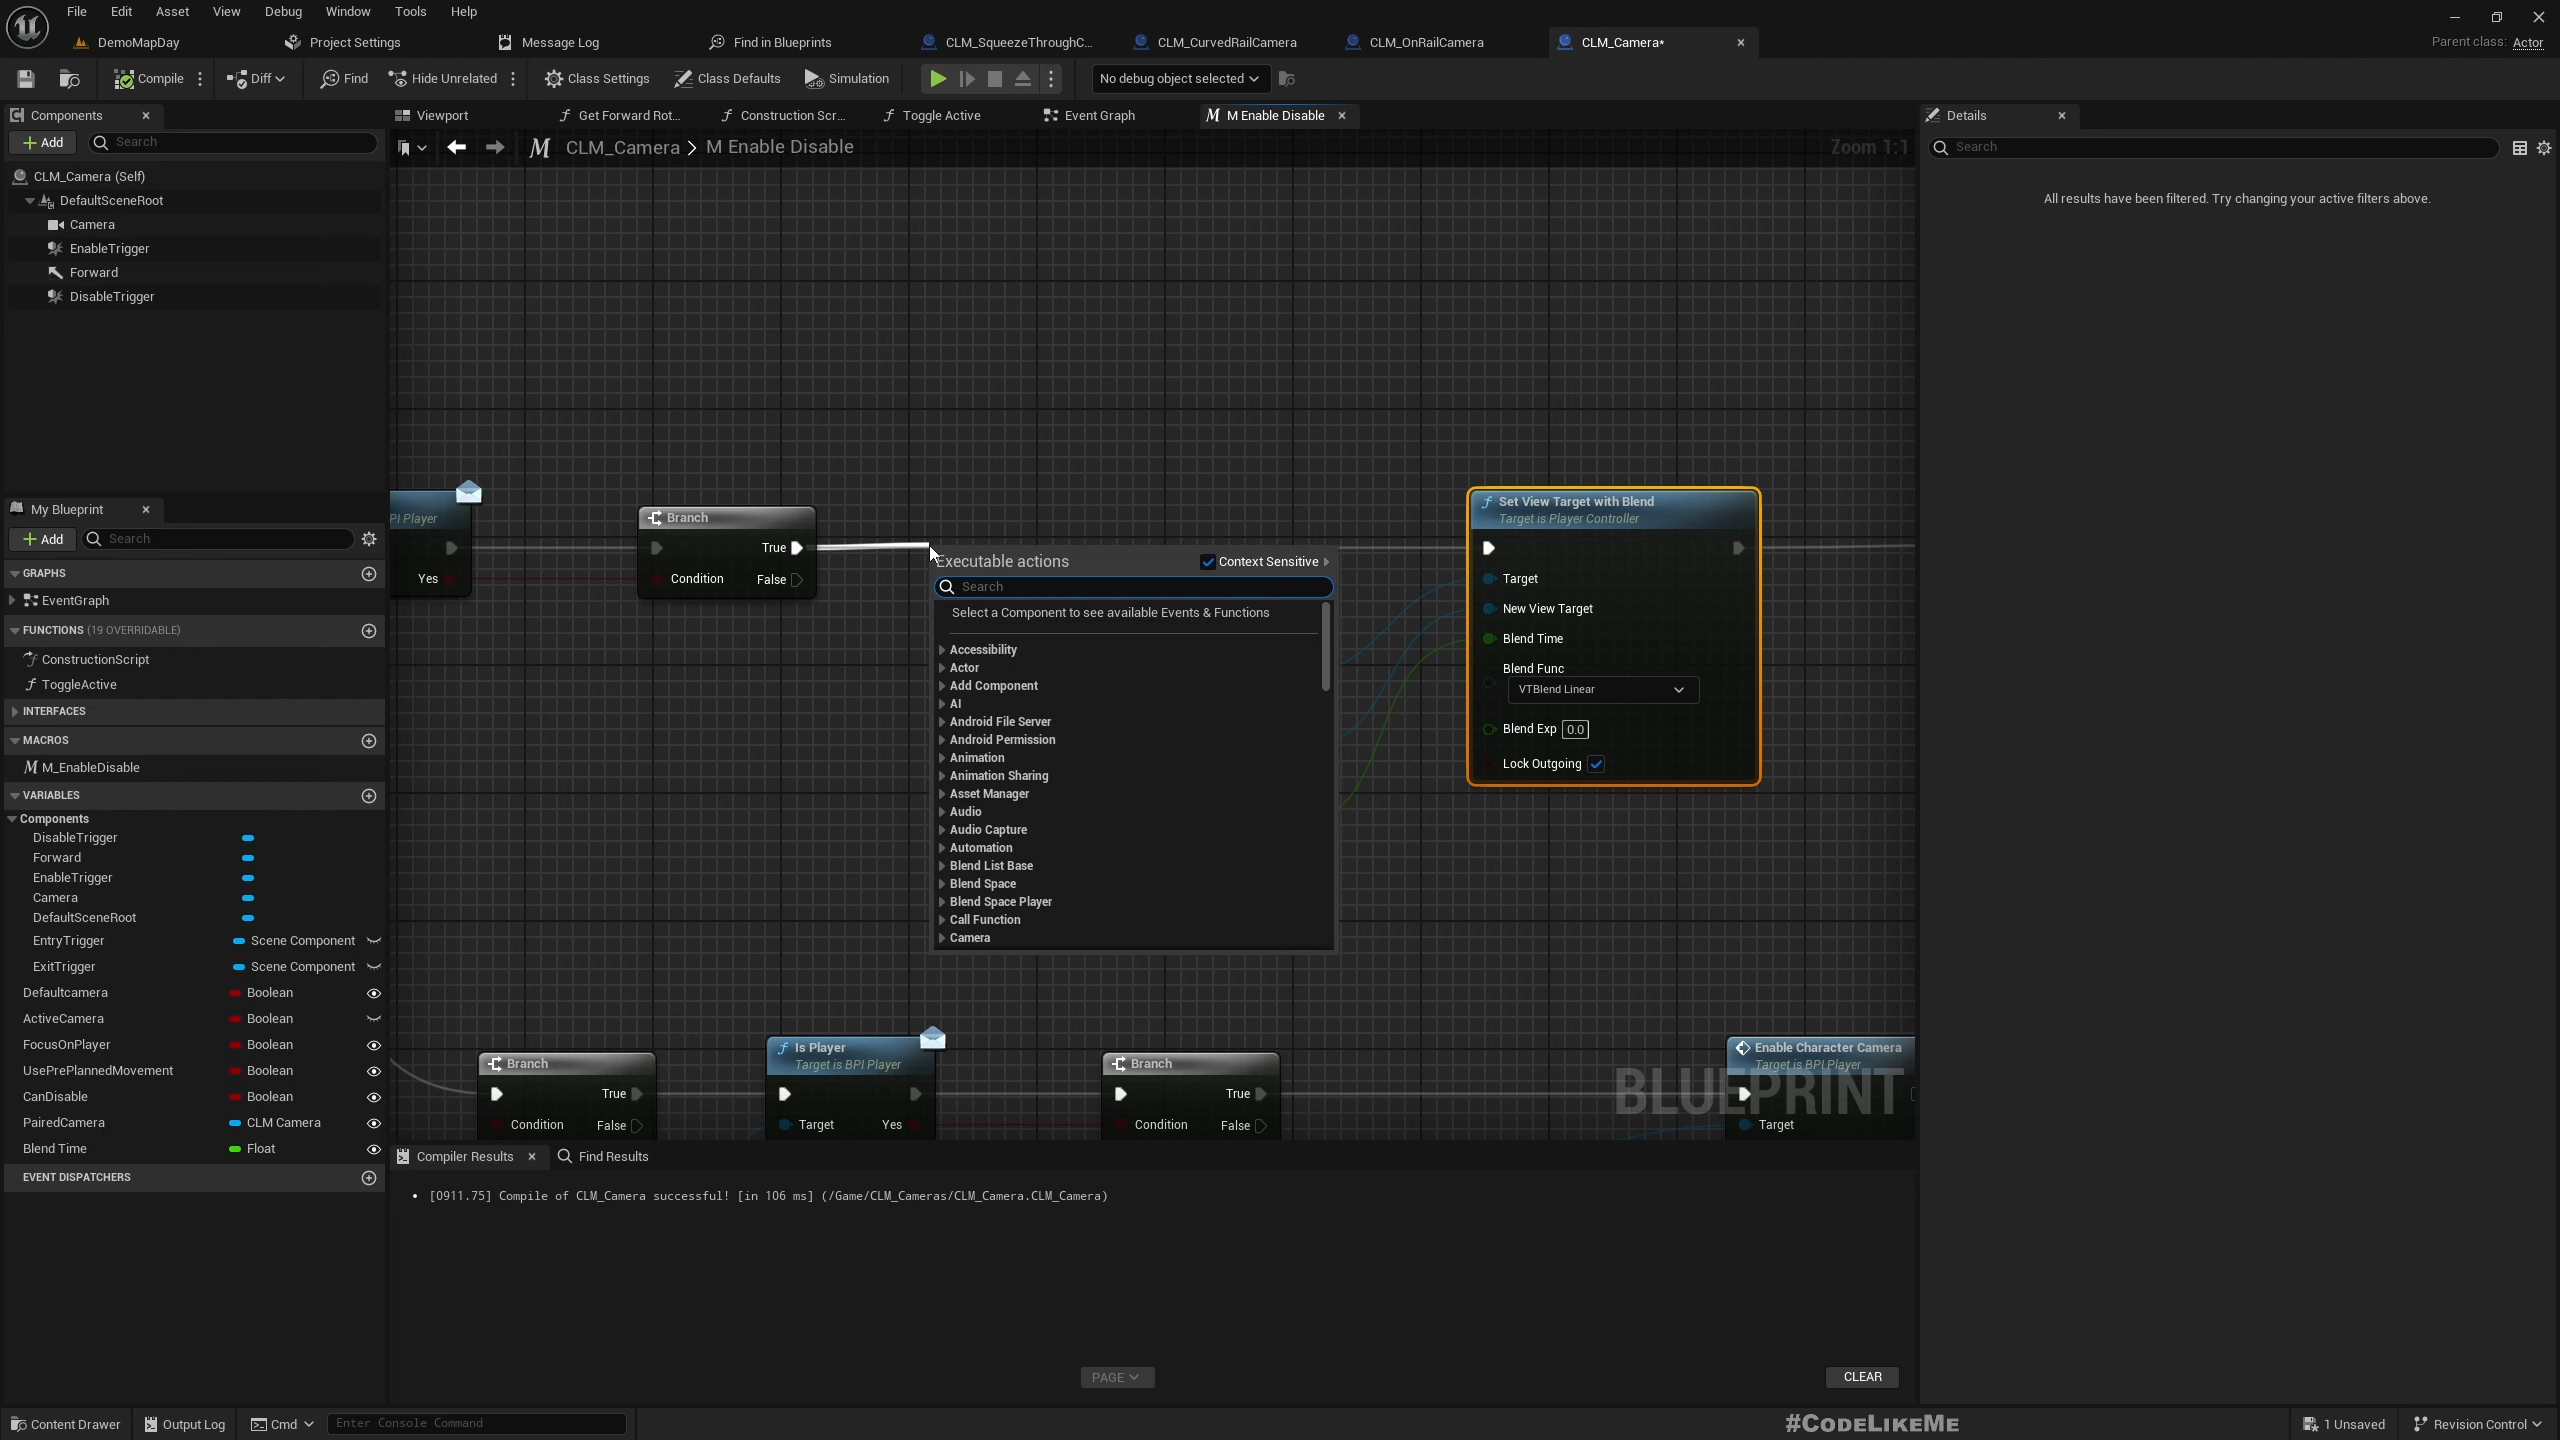 File Edit Asset View Debug Window Tools Help
DemoMapDay Project Settings Message Log Find in Blueprints CLM_SqueezeThroughC... CLM_CurvedRailCamera CLM_OnRailCamera CLM_Camera*
Parent class: Actor
Compile Diff Find Hide Unrelated Class Settings Class Defaults Simulation No debug object selected
Components
Add Search
CLM_Camera (Self)
DefaultSceneRoot
Camera
EnableTrigger
Forward
DisableTrigger
My Blueprint
Add Search
GRAPHS
EventGraph
FUNCTIONS (19 OVERRIDABLE)
ConstructionScript
ToggleActive
INTERFACES
MACROS
M_EnableDisable
VARIABLES
Components
DisableTrigger
Forward
EnableTrigger
Camera
DefaultSceneRoot
EntryTrigger Scene Component
ExitTrigger Scene Component
Defaultcamera Boolean
ActiveCamera Boolean
FocusOnPlayer Boolean
UsePrePlannedMovement Boolean
CanDisable Boolean
PairedCamera CLM Camera
Blend Time Float
EVENT DISPATCHERS
Viewport Get Forward Rot... Construction Scr... Toggle Active Event Graph M Enable Disable
CLM_Camera > M Enable Disable
Zoom 1:1
PI Player
Yes
Branch
True
Condition False
Executable actions Context Sensitive
Search
Select a Component to see available Events & Functions
Accessibility
Actor
Add Component
AI
Android File Server
Android Permission
Animation
Animation Sharing
Asset Manager
Audio
Audio Capture
Automation
Blend List Base
Blend Space
Blend Space Player
Call Function
Camera
Set View Target with Blend
Target is Player Controller
Target
New View Target
Blend Time
Blend Func
VTBlend Linear
Blend Exp 0.0
Lock Outgoing
Branch
True
Condition False
Is Player
Target is BPI Player
Target Yes
Branch
True
Condition False
Enable Character Camera
Target is BPI Player
Target
BLUEPRINT
Compiler Results Find Results
• [0911.75] Compile of CLM_Camera successful! [in 106 ms] (/Game/CLM_Cameras/CLM_Camera.CLM_Camera)
PAGE
CLEAR
Details
Search
All results have been filtered. Try changing your active filters above.
Content Drawer Output Log Cmd Enter Console Command
#CODELIKEME
1 Unsaved Revision Control